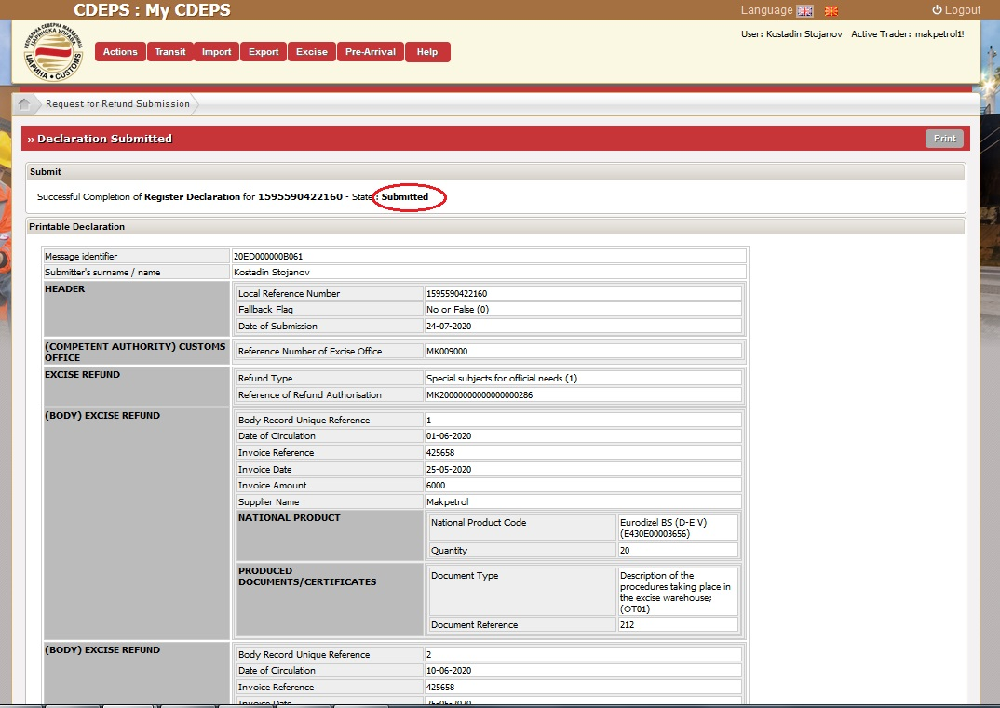 CDEPS : My CDEPS
Language
Logout
User: Kostadin Stojanov Active Trader: makpetrol1!
ЦАРИНА • CUSTOMS
Actions Transit Import Export Excise Pre-Arrival Help
Request for Refund Submission
» Declaration Submitted
Print
Submit
Successful Completion of Register Declaration for 1595590422160 - State: Submitted
Printable Declaration
Message identifier 20ED000000B061
Submitter's surname / name Kostadin Stojanov
HEADER
Local Reference Number 1595590422160
Fallback Flag No or False (0)
Date of Submission 24-07-2020
(COMPETENT AUTHORITY) CUSTOMS
OFFICE
Reference Number of Excise Office MK009000
EXCISE REFUND
Refund Type Special subjects for official needs (1)
Reference of Refund Authorisation MK20000000000000000286
(BODY) EXCISE REFUND
Body Record Unique Reference 1
Date of Circulation 01-06-2020
Invoice Reference 425658
Invoice Date 25-05-2020
Invoice Amount 6000
Supplier Name Makpetrol
NATIONAL PRODUCT
National Product Code Eurodizel BS (D-E V)
(E430E00003656)
Quantity 20
PRODUCED
DOCUMENTS/CERTIFICATES
Document Type Description of the
procedures taking place in
the excise warehouse;
(OT01)
Document Reference 212
(BODY) EXCISE REFUND
Body Record Unique Reference 2
Date of Circulation 10-06-2020
Invoice Reference 425658
Invoice Date 25-05-2020